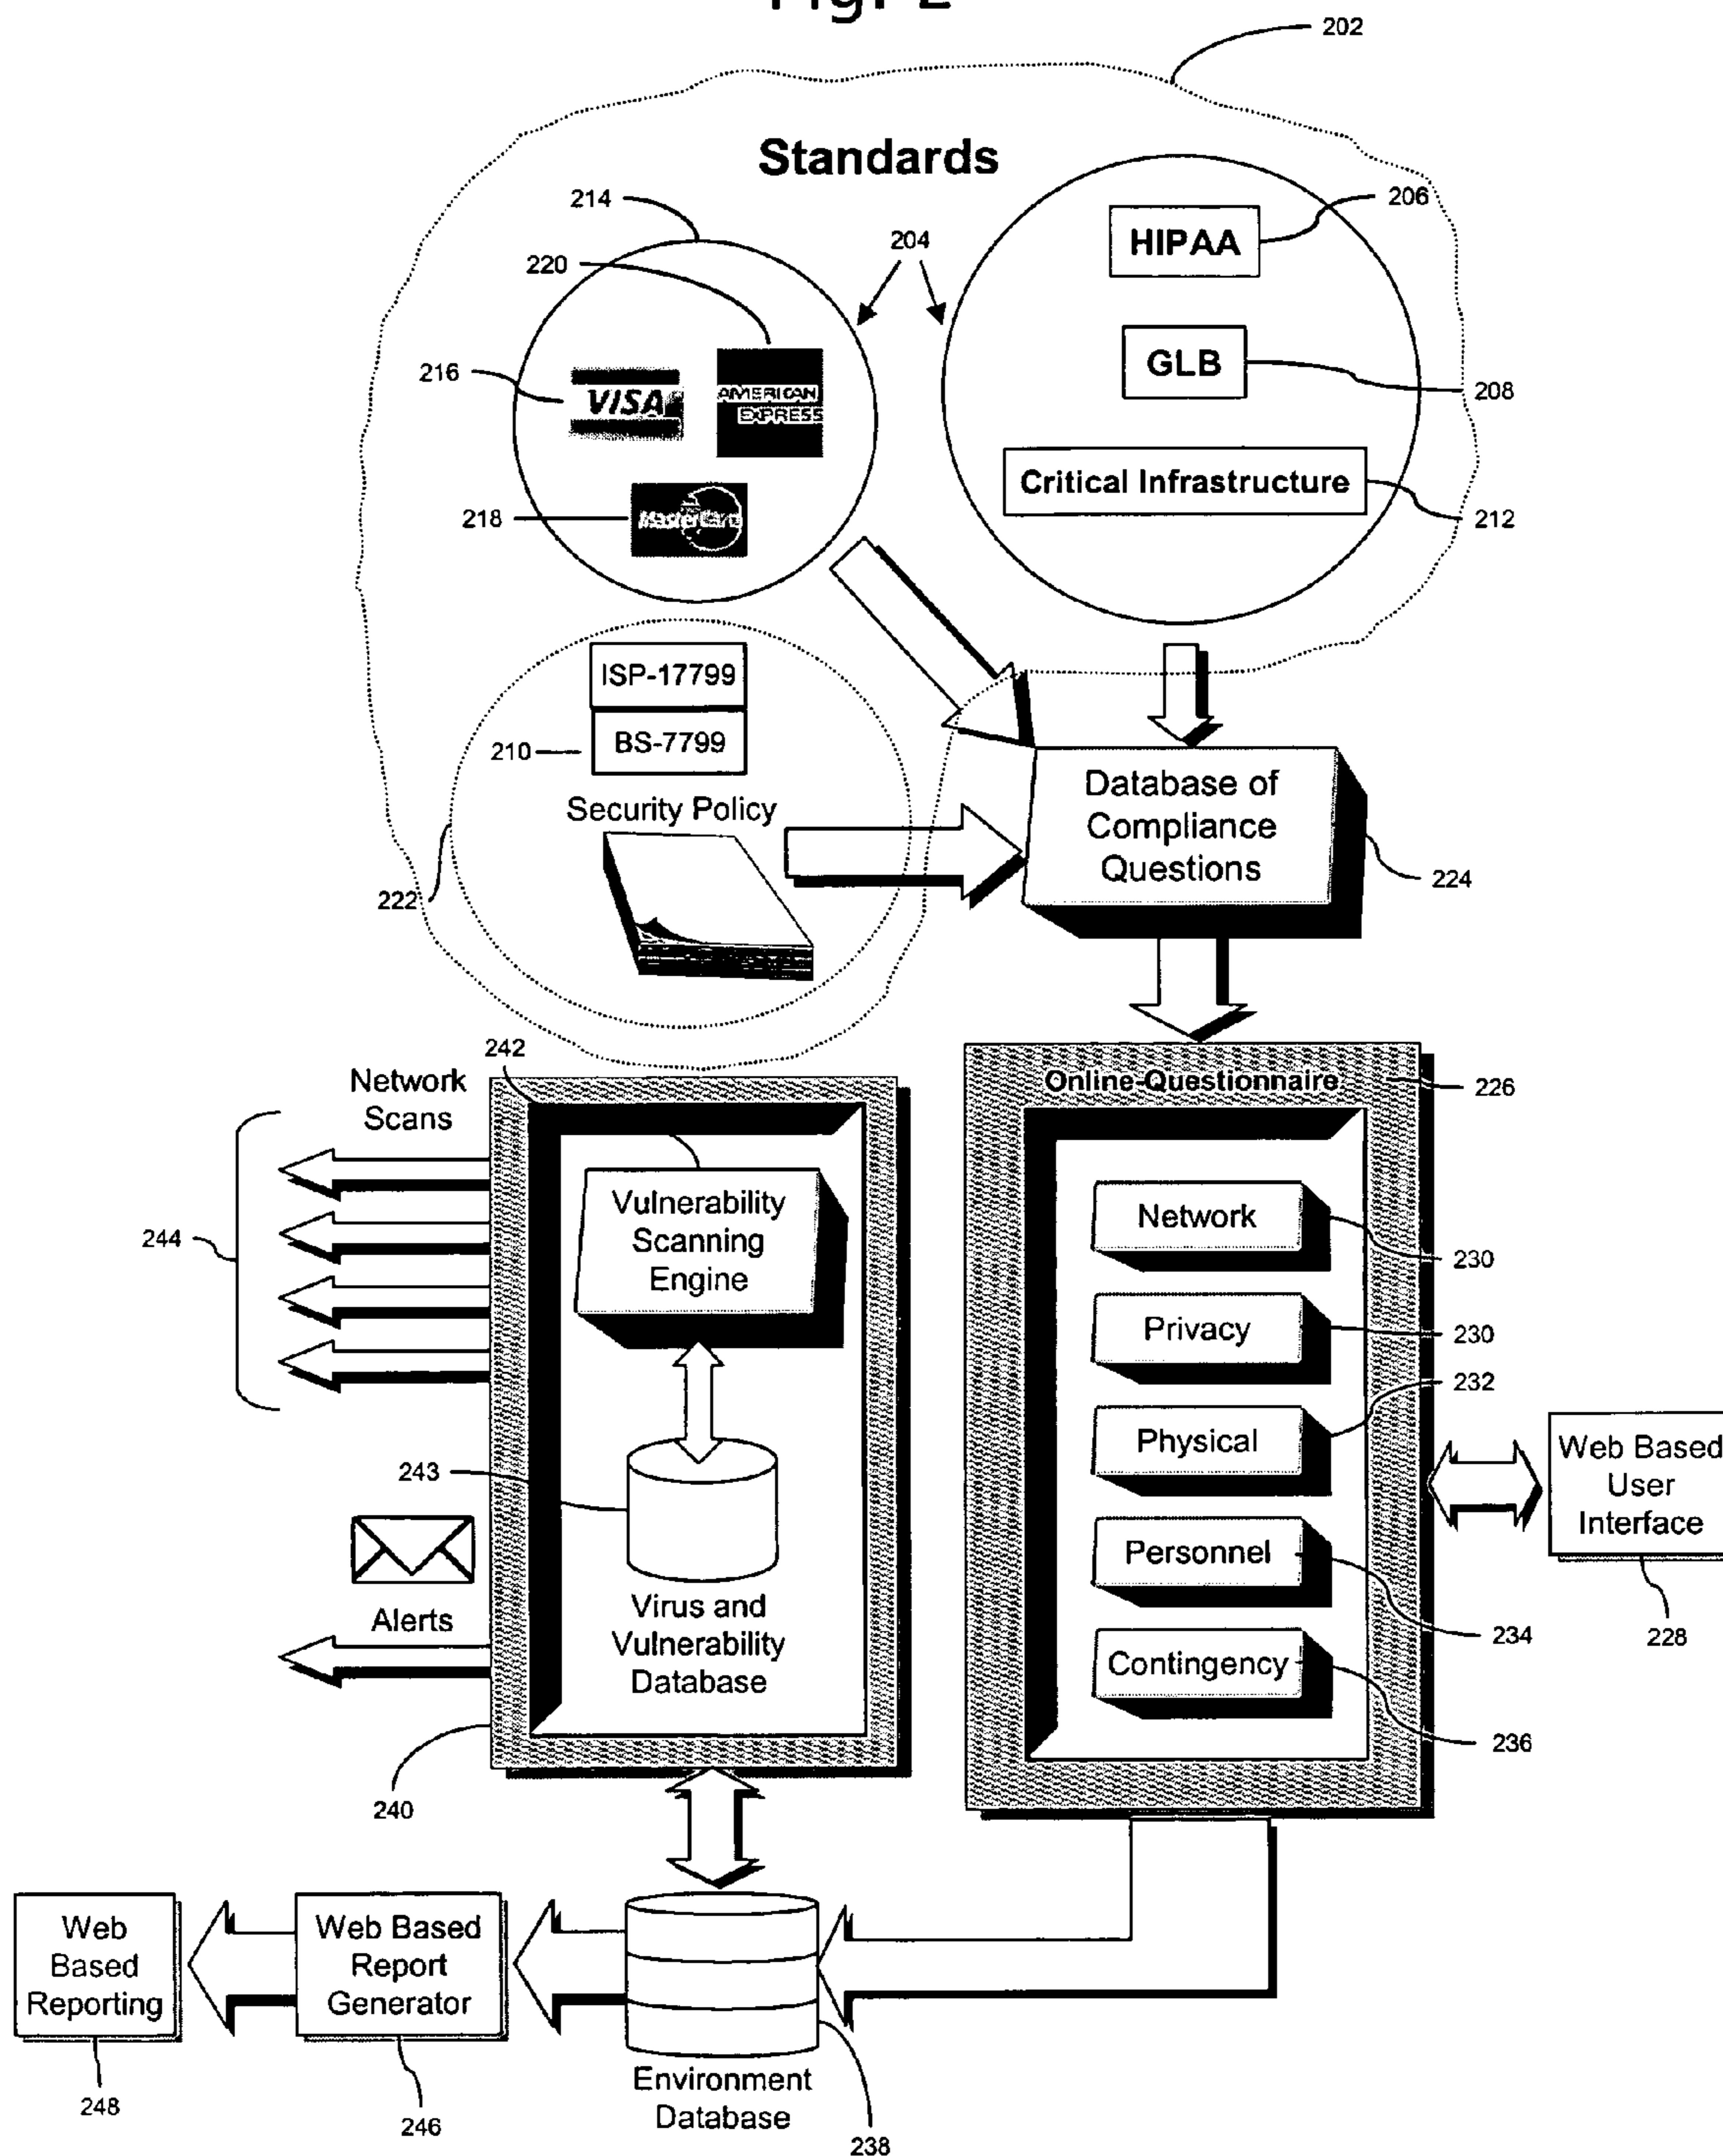 Fig. 2
202
Standards
214
206
HIPAA
204
220
GLB
216
VISA
AMERICAN
EXPRESS
208
Critical Infrastructure
218
MasterCard
212
ISP-17799
210
BS-7799
Security Policy
Database of
Compliance
Questions
222
224
242
Network
Scans
Online-Questionnaire
226
Vulnerability
Scanning
Engine
244
Network
230
Privacy
230
232
Physical
243
Web Based
User
Interface
Personnel
Alerts
Virus and
Vulnerability
Database
234
228
Contingency
236
240
Web
Based
Reporting
Web Based
Report
Generator
Environment
Database
248
246
238